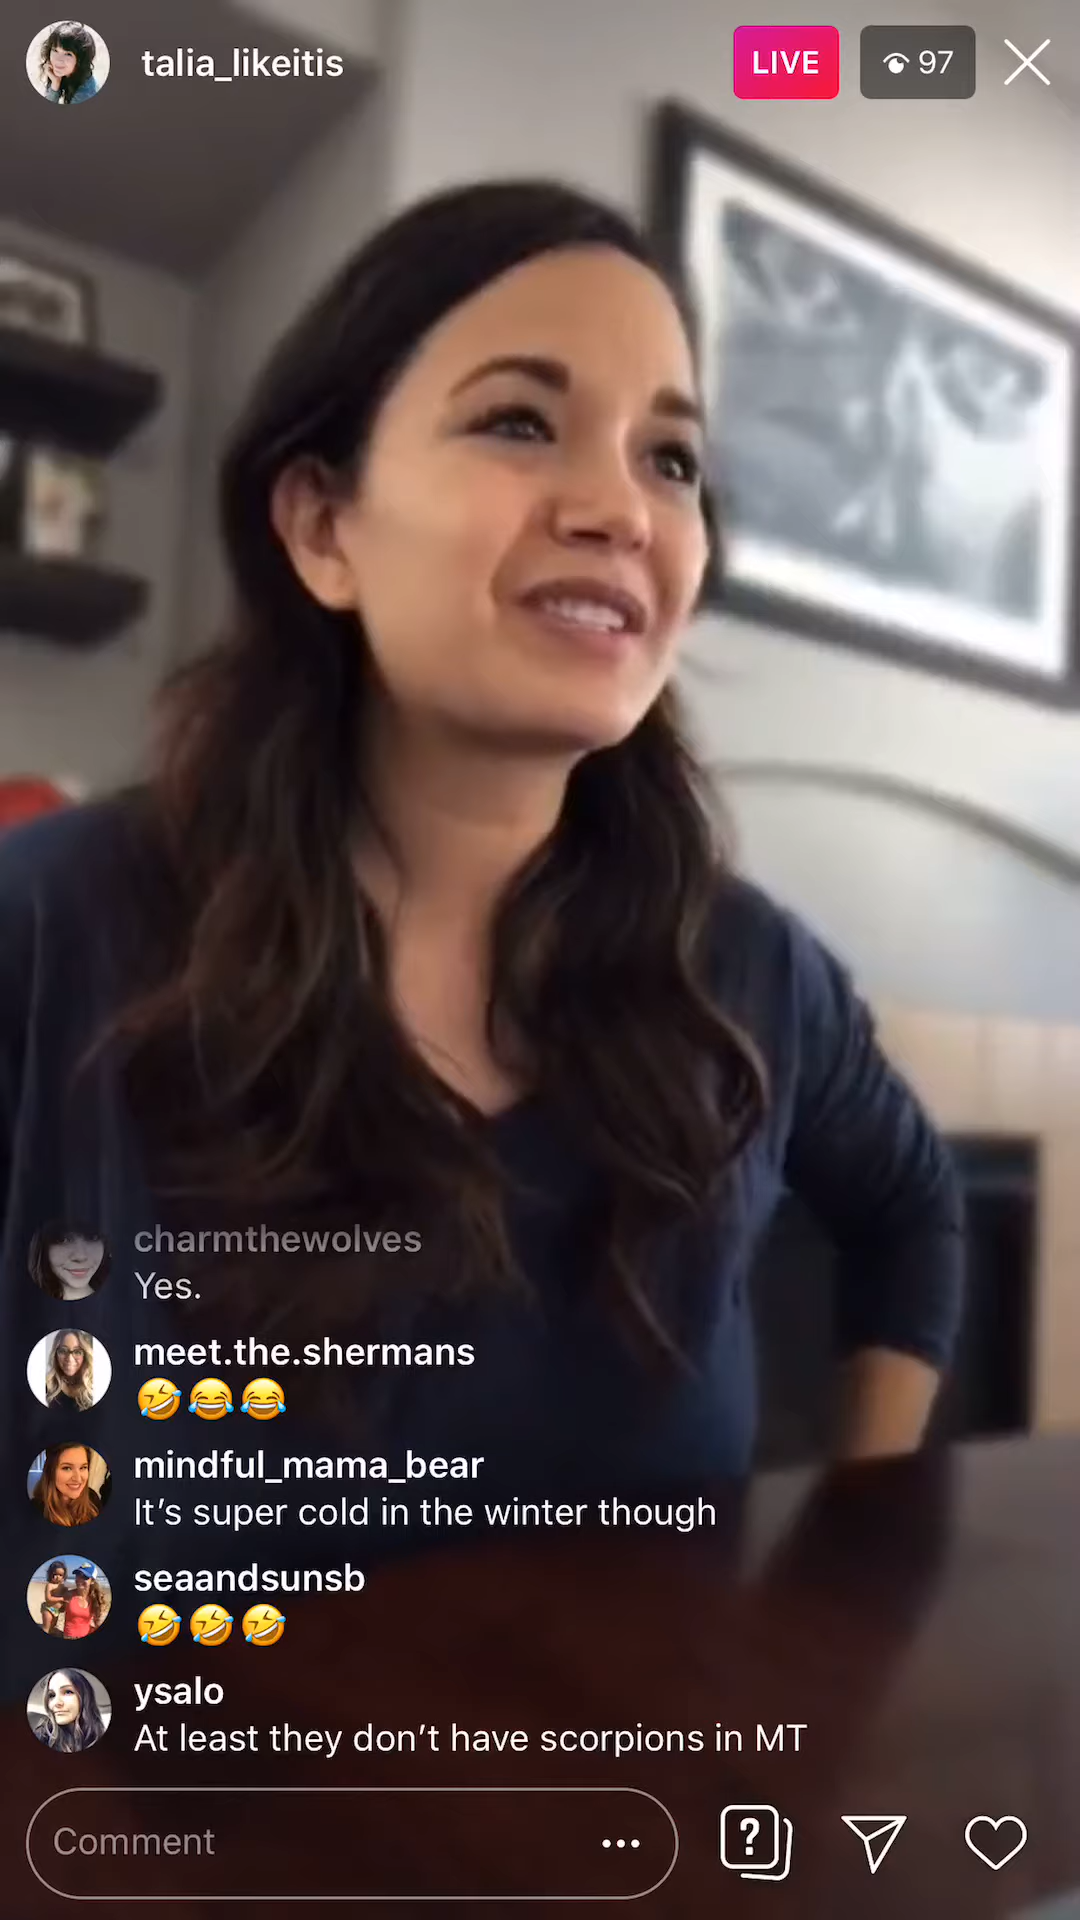 talia_likeitis
LIVE
97
charmthewolves
Yes.
meet.the.shermans
🤣😂😂
mindful_mama_bear
It’s super cold in the winter though
seaandsunsb
🤣🤣🤣
ysalo
At least they don’t have scorpions in MT
Comment
?